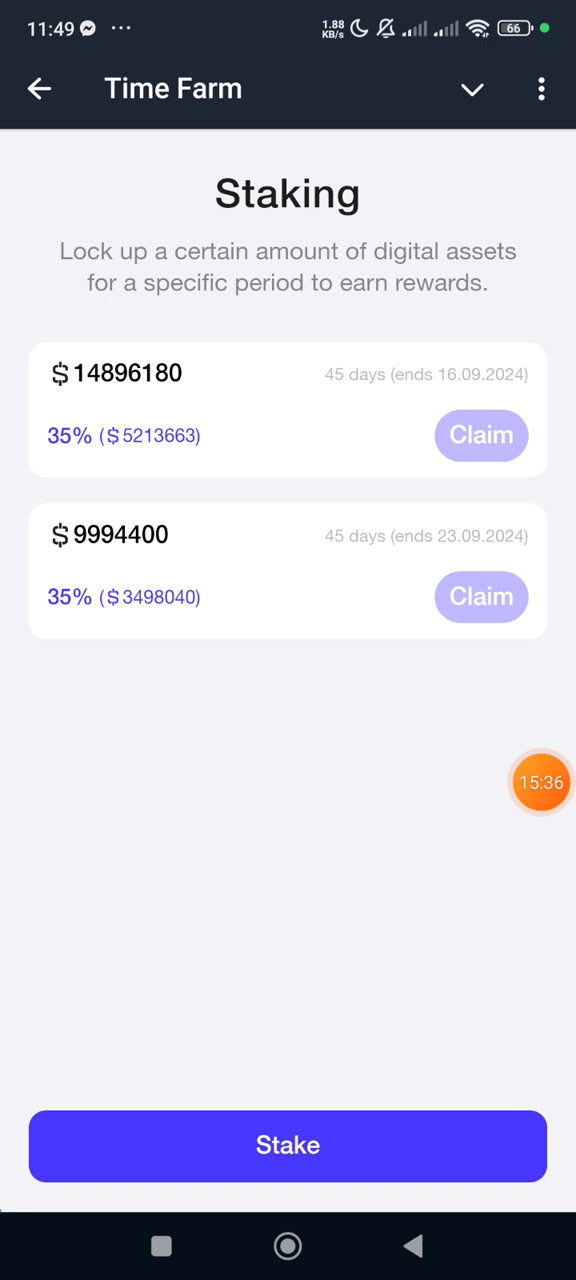 11:49
1.88
KB/s
66
Time Farm
Staking
Lock up a certain amount of digital assets
for a specific period to earn rewards.
$14896180 45 days (ends 16.09.2024)
35% ($5213663) Claim
$9994400 45 days (ends 23.09.2024)
35% ($3498040) Claim
15:36
Stake